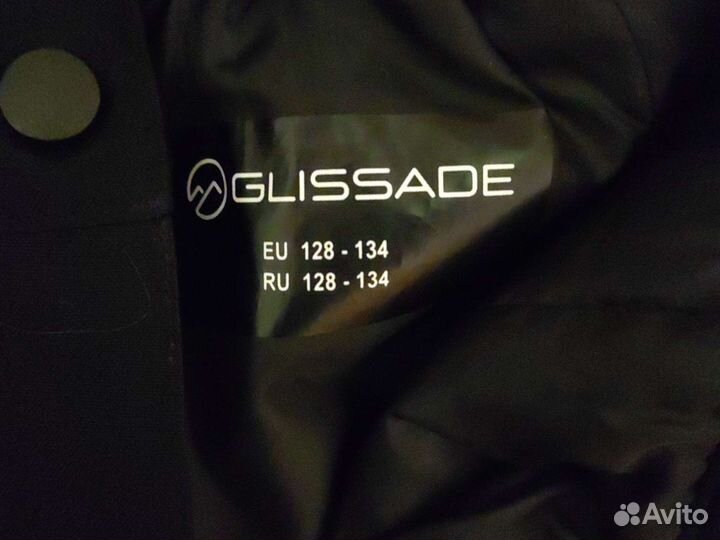 GLISSADE
EU 128 - 134
RU 128 - 134
Avito